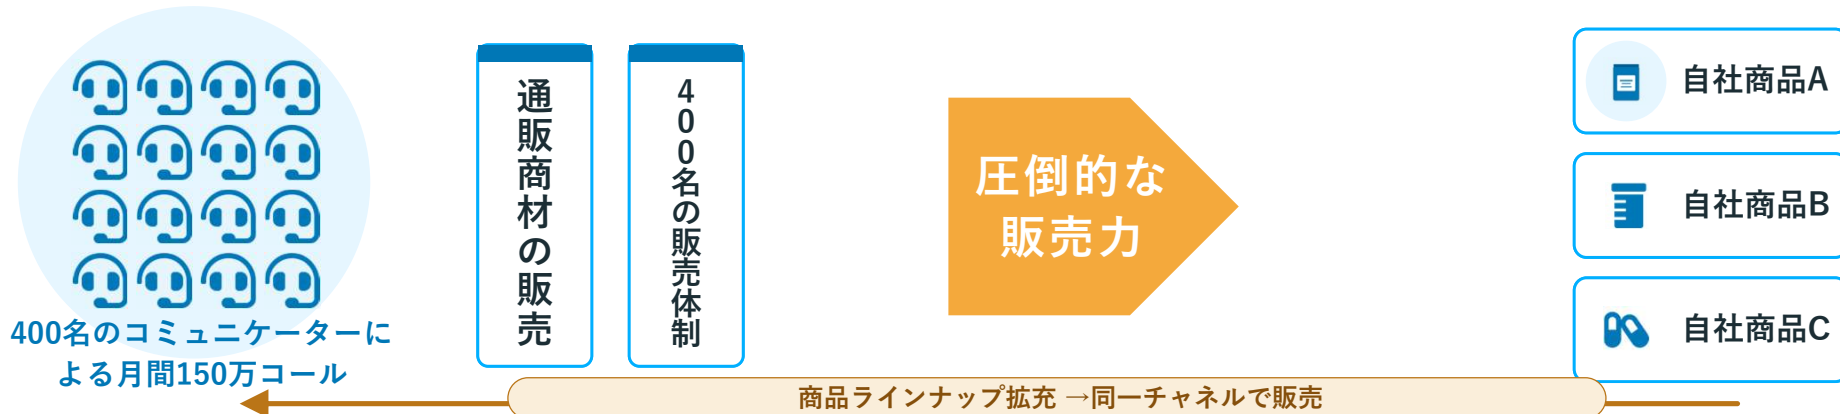 400名のコミュニケーターに
よる月間150万コール
通販商材の販売
400名の販売体制
圧倒的な
販売力
自社商品A
自社商品B
自社商品C
商品ラインナップ拡充 →同一チャネルで販売